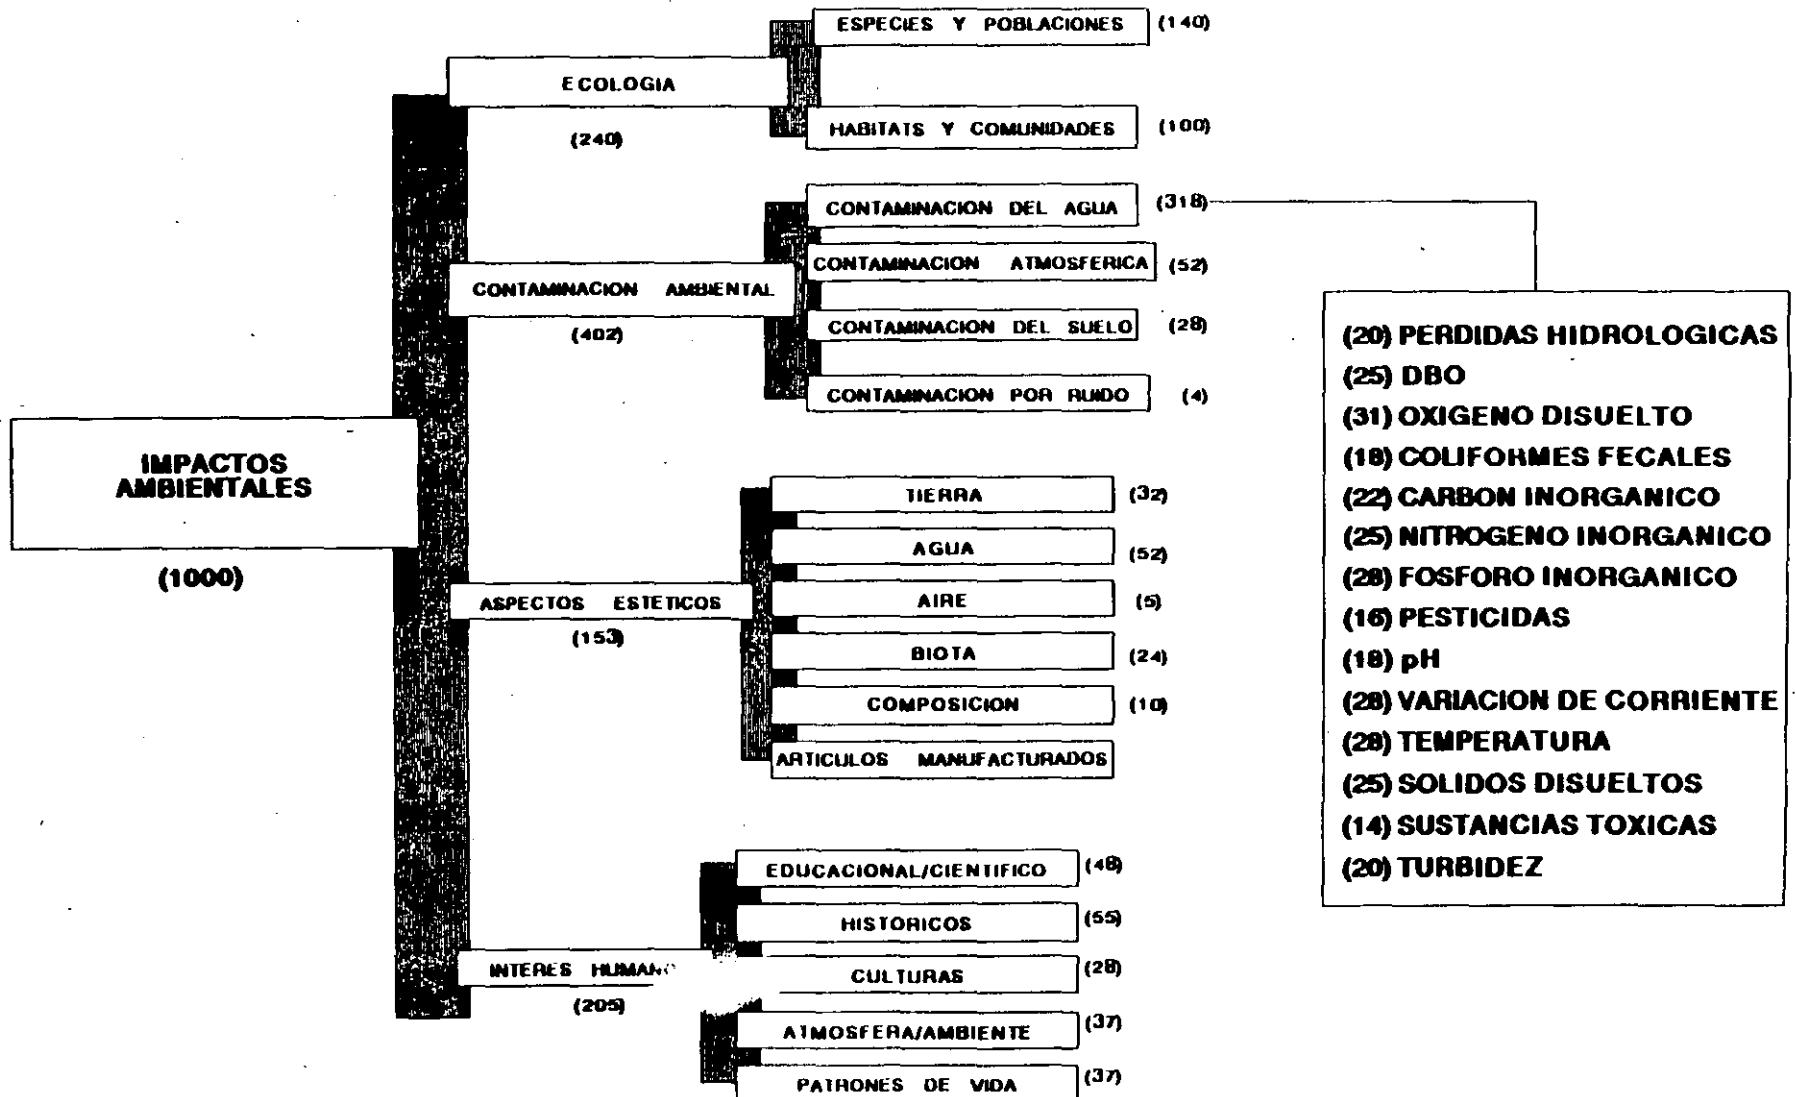 IMPACTOS
AMBIENTALES
(1000)
ECOLOGIA
(240)
ESPECIES Y POBLACIONES (140)
HABITATS Y COMUNIDADES (100)
CONTAMINACION AMBIENTAL
(402)
CONTAMINACION DEL AGUA (318)
CONTAMINACION ATMOSFERICA (52)
CONTAMINACION DEL SUELO (28)
CONTAMINACION POR RUIDO (4)
(20) PERDIDAS HIDROLOGICAS
(25) DBO
(31) OXIGENO DISUELTO
(18) COLIFORMES FECALES
(22) CARBON INORGANICO
(25) NITROGENO INORGANICO
(28) FOSFORO INORGANICO
(16) PESTICIDAS
(18) pH
(28) VARIACION DE CORRIENTE
(28) TEMPERATURA
(25) SOLIDOS DISUELTOS
(14) SUSTANCIAS TOXICAS
(20) TURBIDEZ
ASPECTOS ESTETICOS
(153)
TIERRA (32)
AGUA (52)
AIRE (5)
BIOTA (24)
COMPOSICION (10)
ARTICULOS MANUFACTURADOS
INTERES HUMANO
(205)
EDUCACIONAL/CIENTIFICO (48)
HISTORICOS (55)
CULTURAS (28)
ATMOSFERA/AMBIENTE (37)
PATRONES DE VIDA (37)